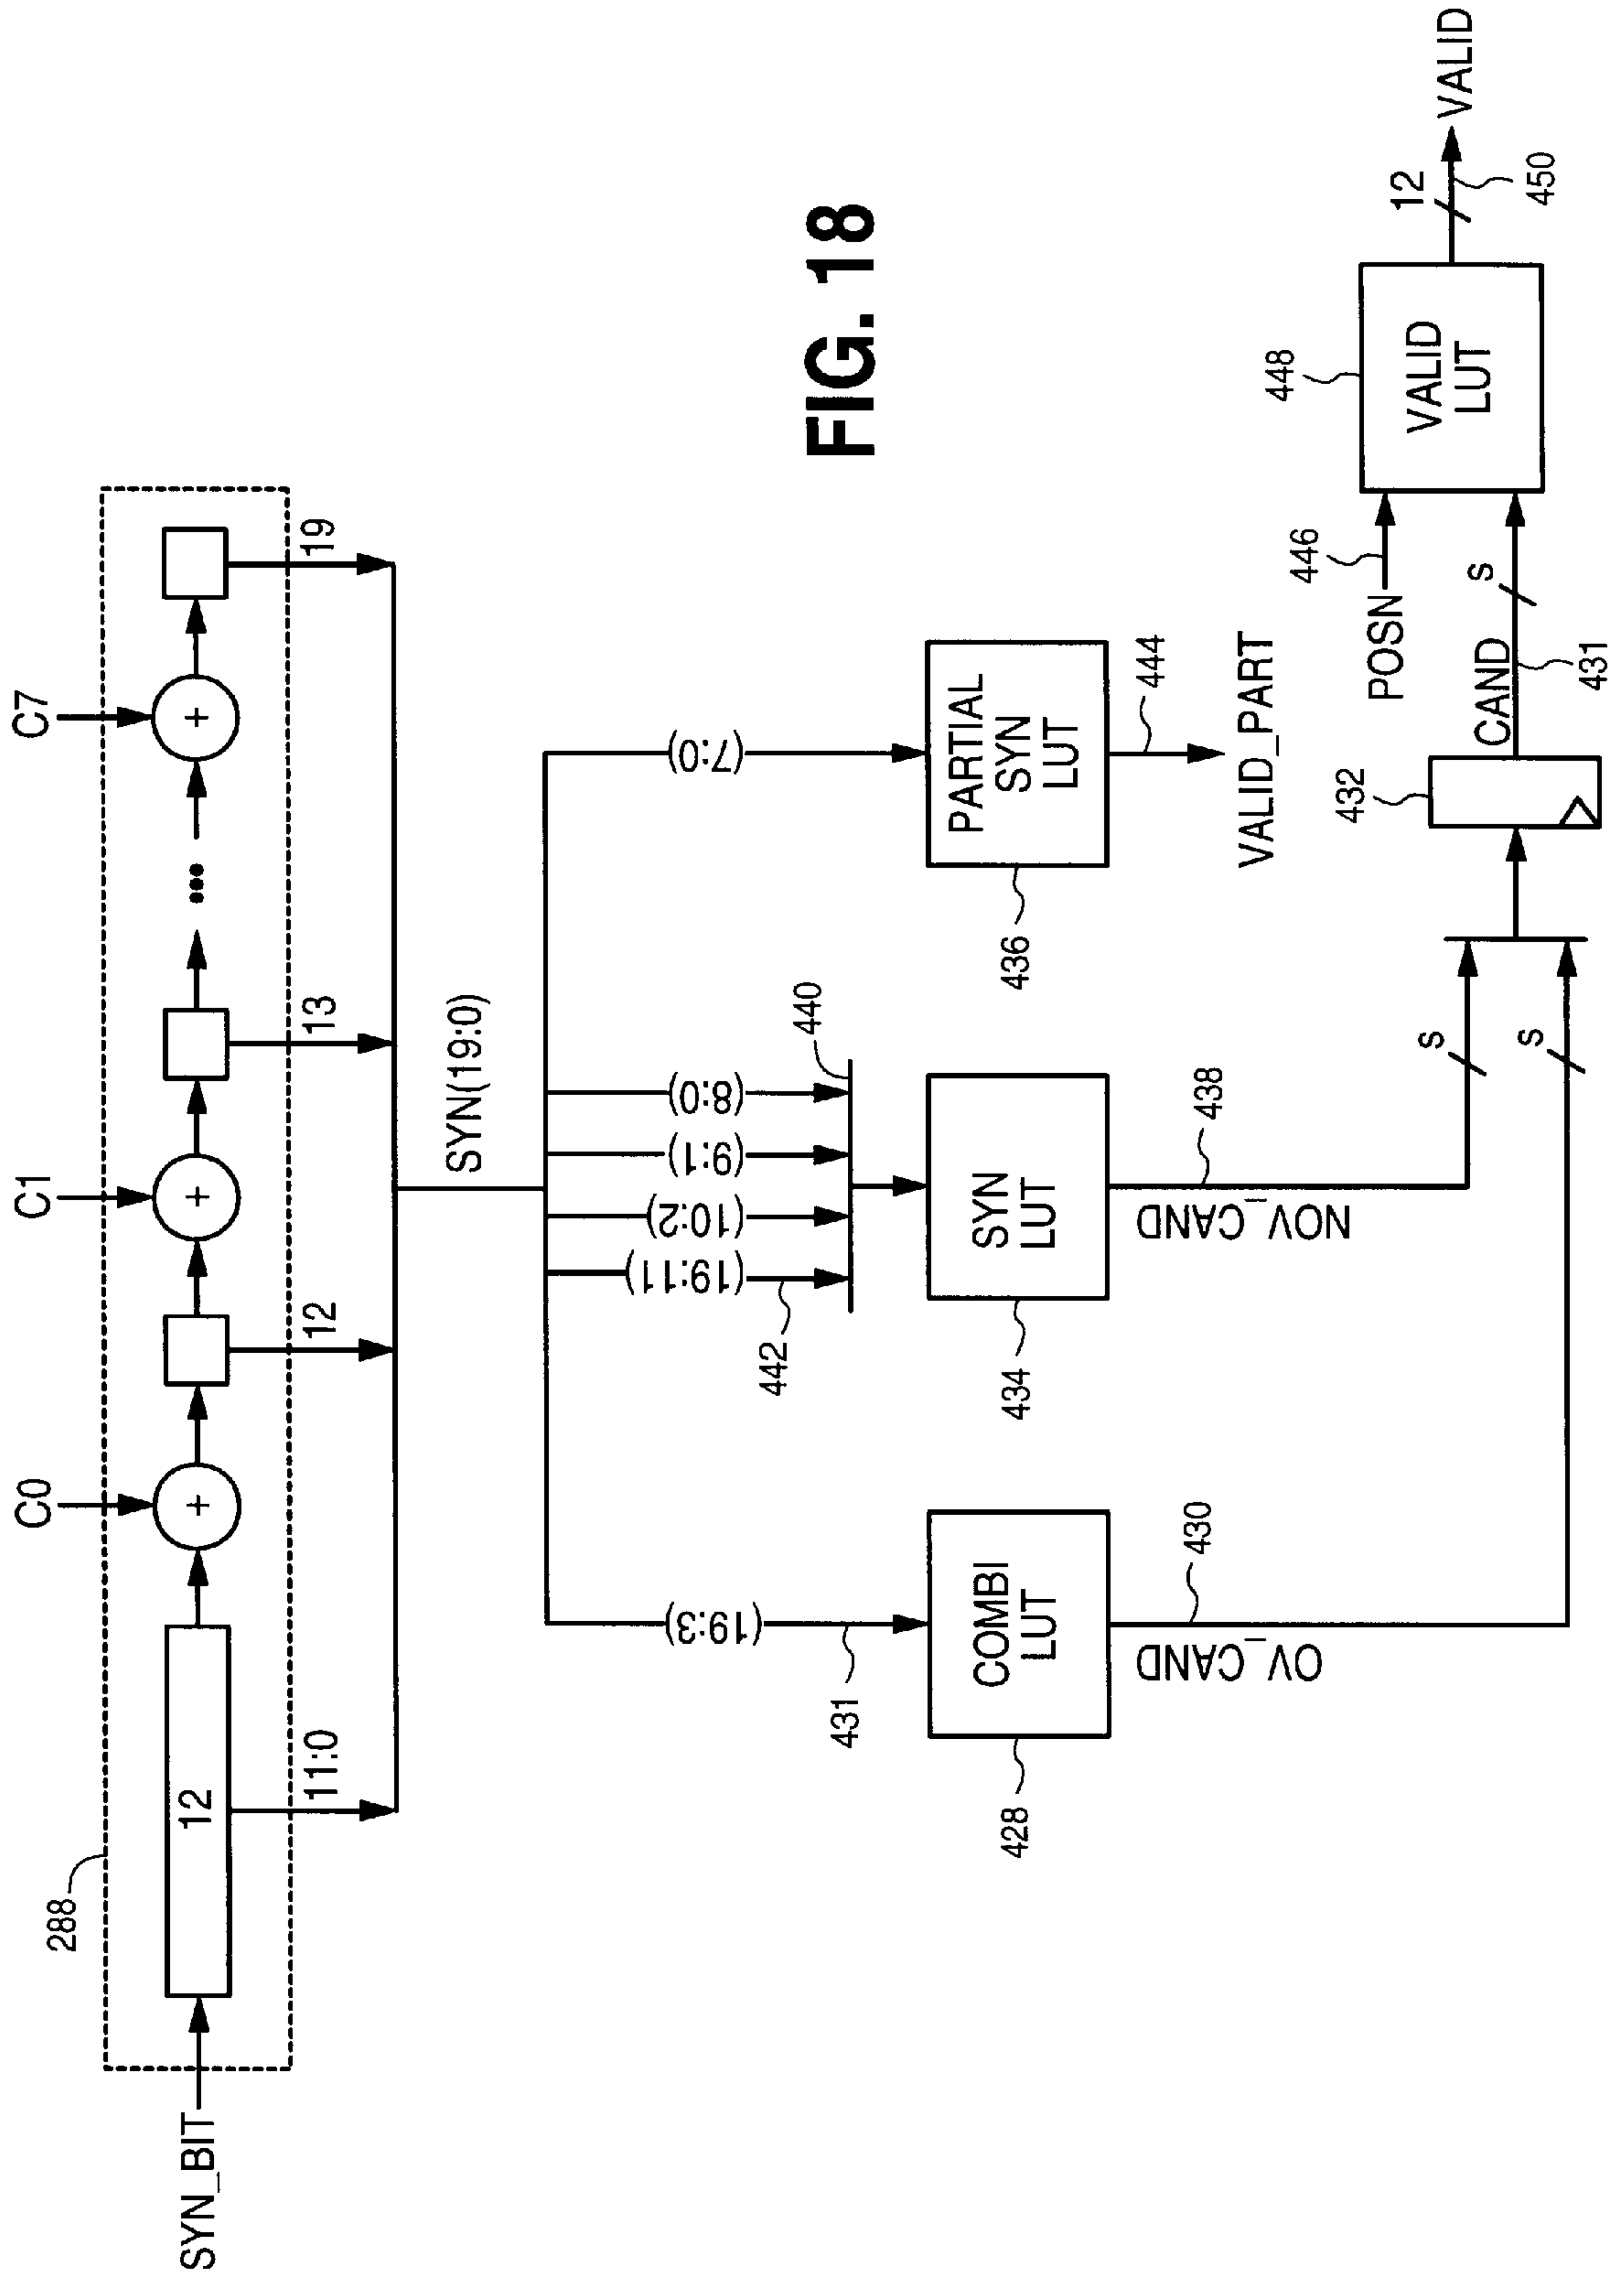 SYN_BIT
288
12
C0
+
C1
+
...
C7
+
11:0
12
13
19
SYN(19:0)
(19:3)
431
(19:11)
442
(10:2)
(9:1)
(8:0)
440
(7:0)
428
COMBI
LUT
434
SYN
LUT
436
PARTIAL
SYN
LUT
OV_CAND
430
NOV_CAND
438
VALID_PART
444
s
s
432
CAND
s
431
POSN
446
448
VALID
LUT
12
450
VALID
FIG. 18